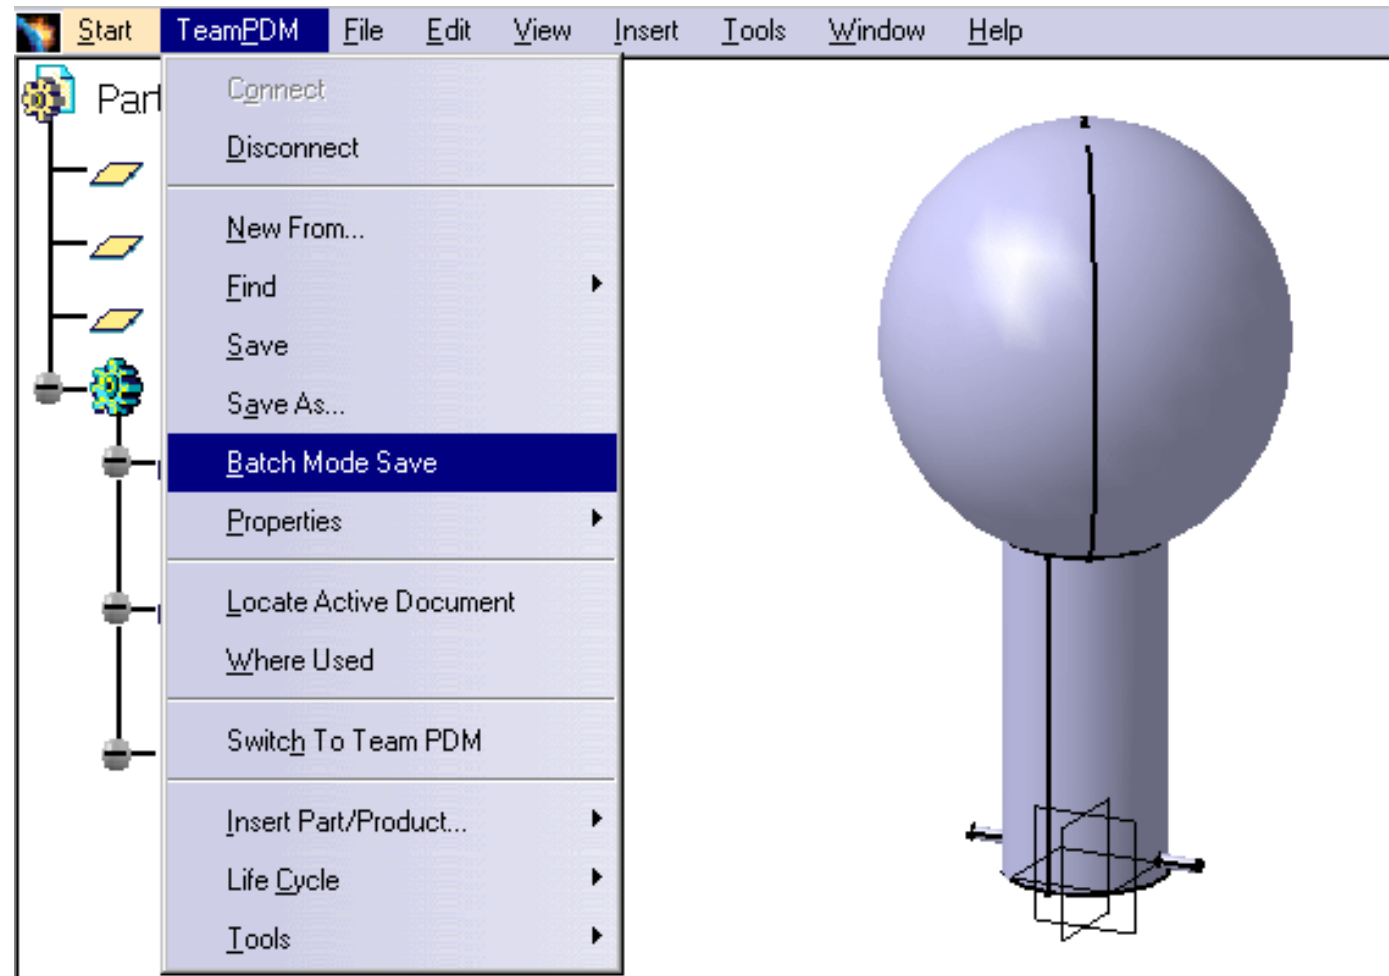 Start TeamPDM File Edit View Insert Tools Window Help
Part
Connect
Disconnect
New From...
Find
Save
Save As...
Batch Mode Save
Properties
Locate Active Document
Where Used
Switch To Team PDM
Insert Part/Product...
Life Cycle
Tools